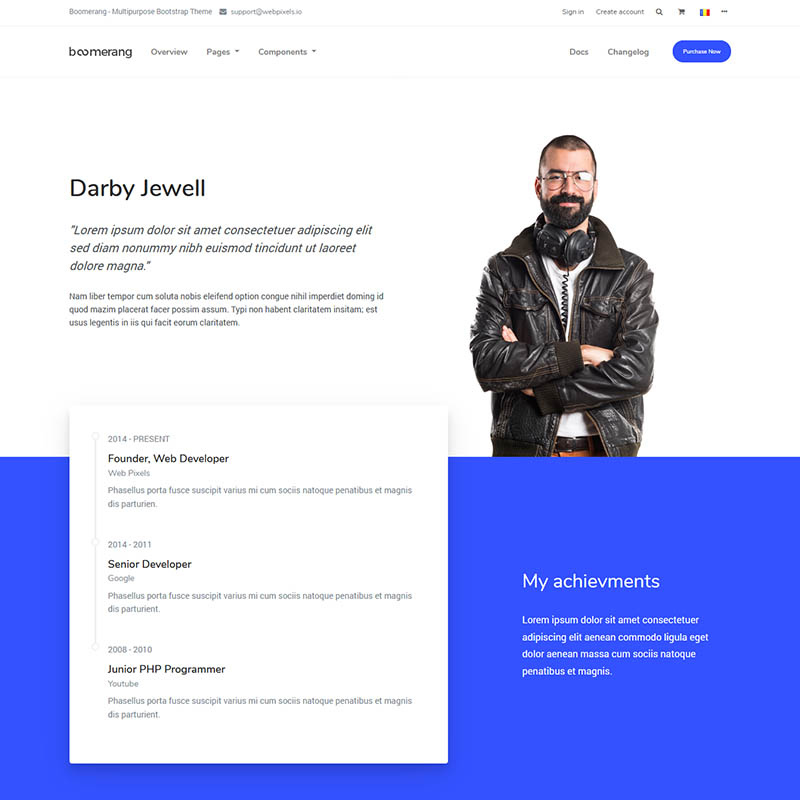 Boomerang - Multipurpose Bootstrap Theme support@webpixels.io Sign in Create account
boomerang Overview Pages Components Docs Changelog Purchase Now
Darby Jewell
"Lorem ipsum dolor sit amet consectetuer adipiscing elit
sed diam nonummy nibh euismod tincidunt ut laoreet
dolore magna."
Nam liber tempor cum soluta nobis eleifend option congue nihil imperdiet doming id
quod mazim placerat facer possim assum. Typi non habent claritatem insitam; est
usus legentis in iis qui facit eorum claritatem.
2014 - PRESENT
Founder, Web Developer
Web Pixels
Phasellus porta fusce suscipit varius mi cum sociis natoque penatibus et magnis
dis parturien.
2014 - 2011
Senior Developer
Google
Phasellus porta fusce suscipit varius mi cum sociis natoque penatibus et magnis
dis parturient.
2008 - 2010
Junior PHP Programmer
Youtube
Phasellus porta fusce suscipit varius mi cum sociis natoque penatibus et magnis
dis parturient.
My achievments
Lorem ipsum dolor sit amet consectetuer
adipiscing elit aenean commodo ligula eget
dolor aenean massa cum sociis natoque
penatibus et magnis.